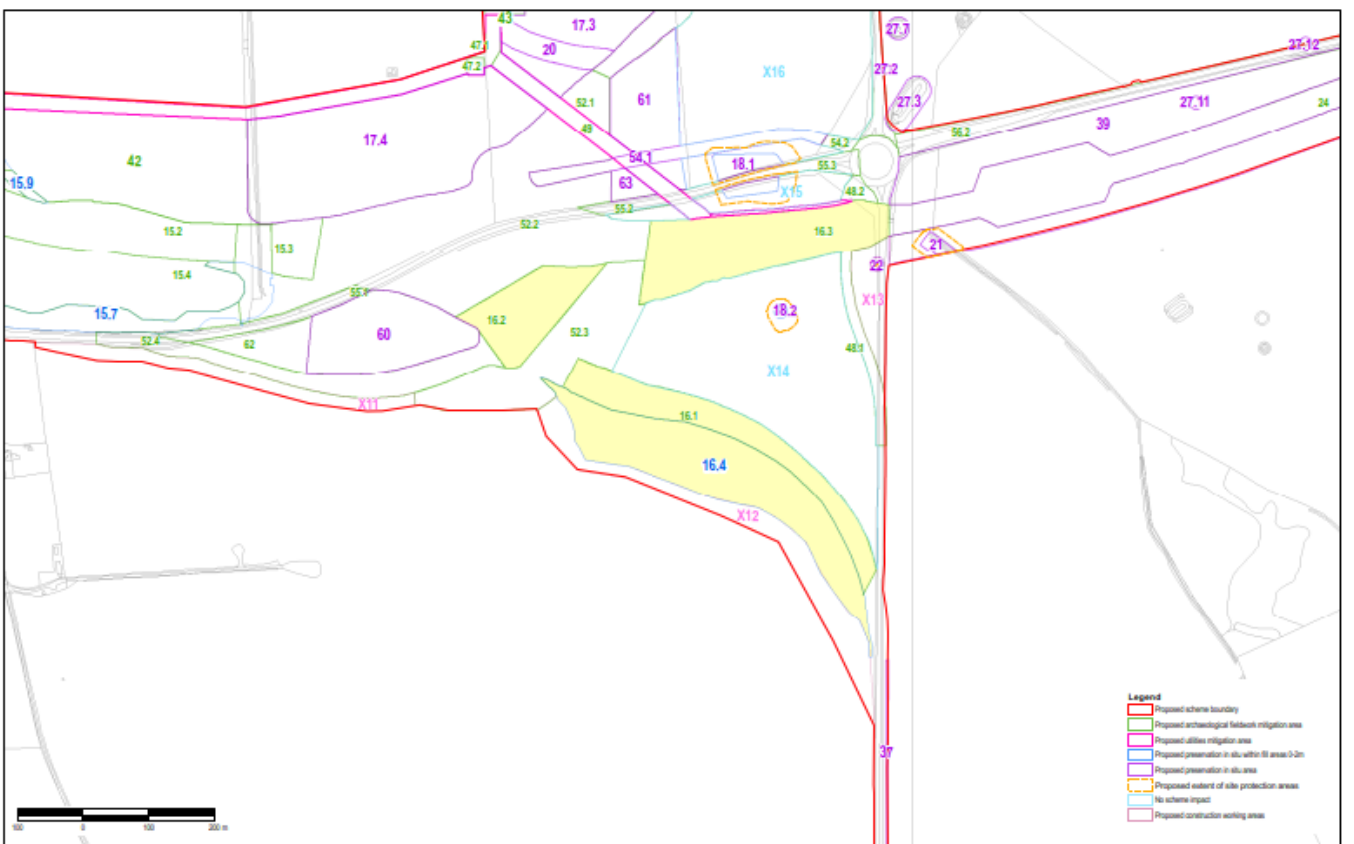 43
17.3
27.7
27.12
47.1
20
47.2
X16
27.2
52.1
61
27.3
27.11
24
17.4
49
39
56.2
42
54.1
18.1
54.2
55.3
15.9
63
X15
48.2
55.2
15.2
52.2
16.3
15.3
21
15.4
22
55.1
X13
15.7
16.2
18.2
60
52.3
52.4
62
48.1
X14
X11
16.1
16.4
X12
37
Legend
Proposed scheme boundary
Proposed archaeological fieldwork mitigation area
Proposed utilities mitigation area
Proposed preservation in situ within fill areas 0-2m
Proposed preservation in situ area
Proposed extent of site protection areas
No scheme impact
Proposed construction working areas
100 0 100 200 m